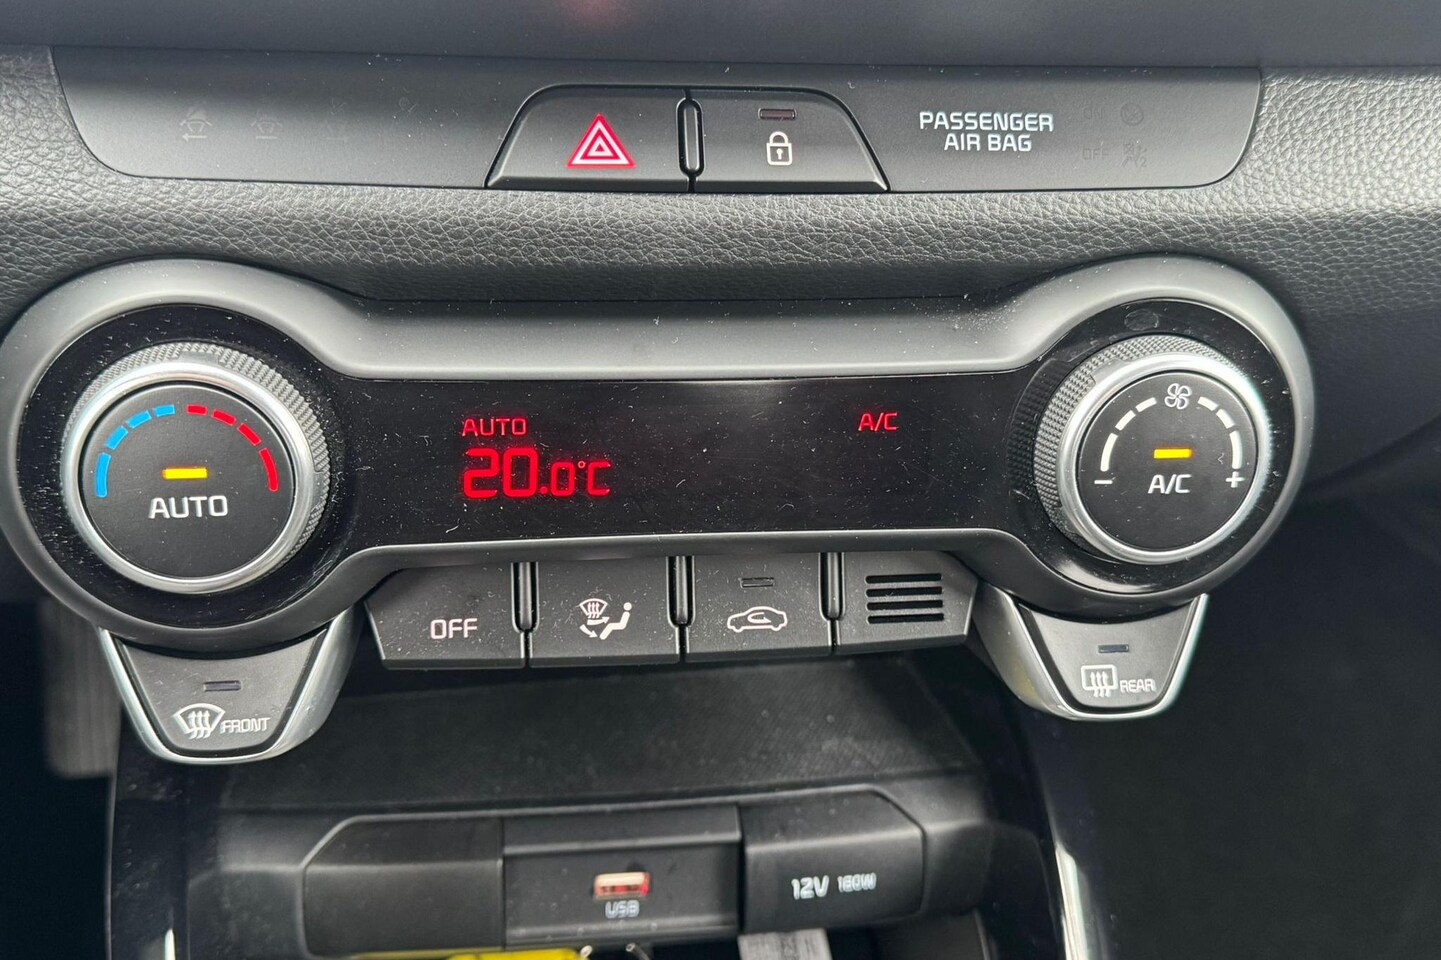 PASSENGER
AIR BAG
OFF
AUTO
20.0°C
A/C
AUTO
A/C
- +
OFF
FRONT
REAR
USB
12V 180W